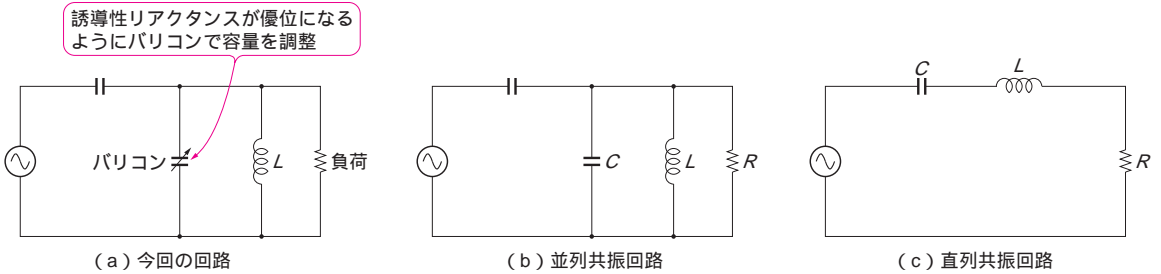 誘導性リアクタンスが優位になる
ようにバリコンで容量を調整
バリコン
L
負荷
(a)今回の回路
C
L
R
(b)並列共振回路
C
L
R
(c)直列共振回路